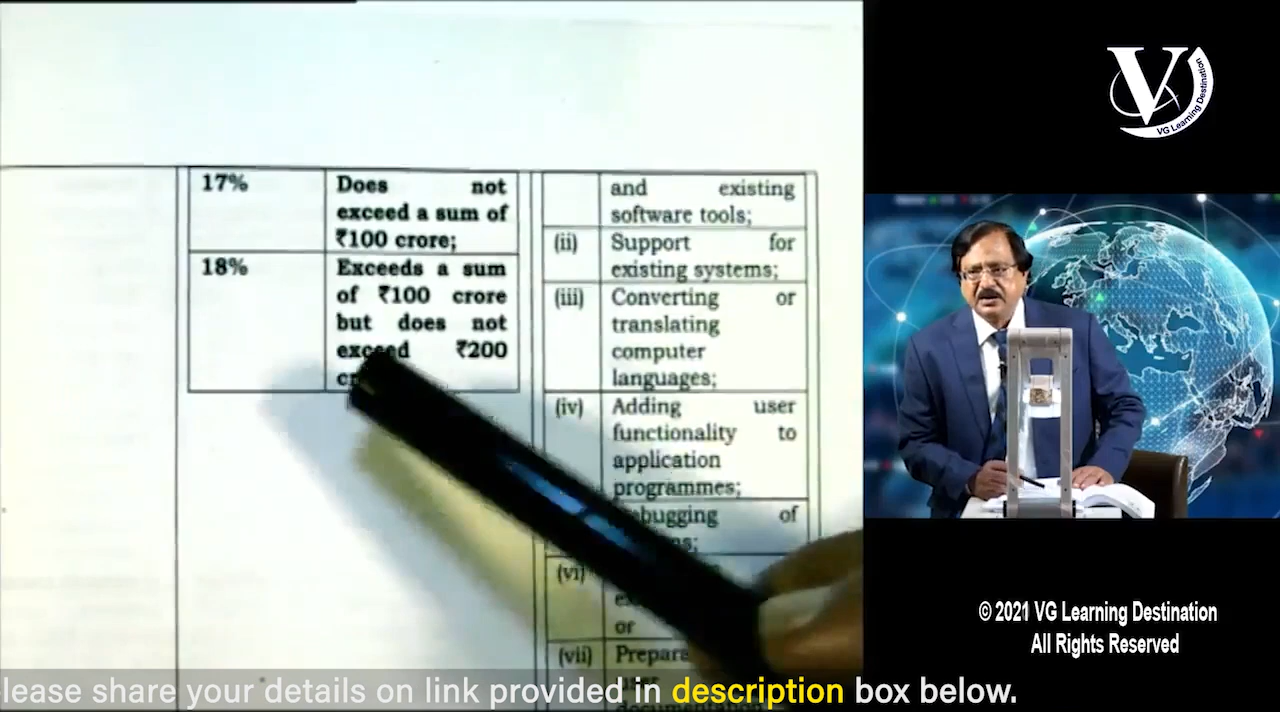 17%
Does not
exceed a sum of
₹100 crore;
18%
Exceeds a sum
of ₹100 crore
but does not
exceed ₹200
and existing
software tools;
(ii) Support for
existing systems;
(iii) Converting or
translating
computer
languages;
(iv) Adding user
functionality to
application
programmes;
of
(vi)
or
(vii)
V
VG Learning Destination
© 2021 VG Learning Destination
All Rights Reserved
lease share your details on link provided in description box below.